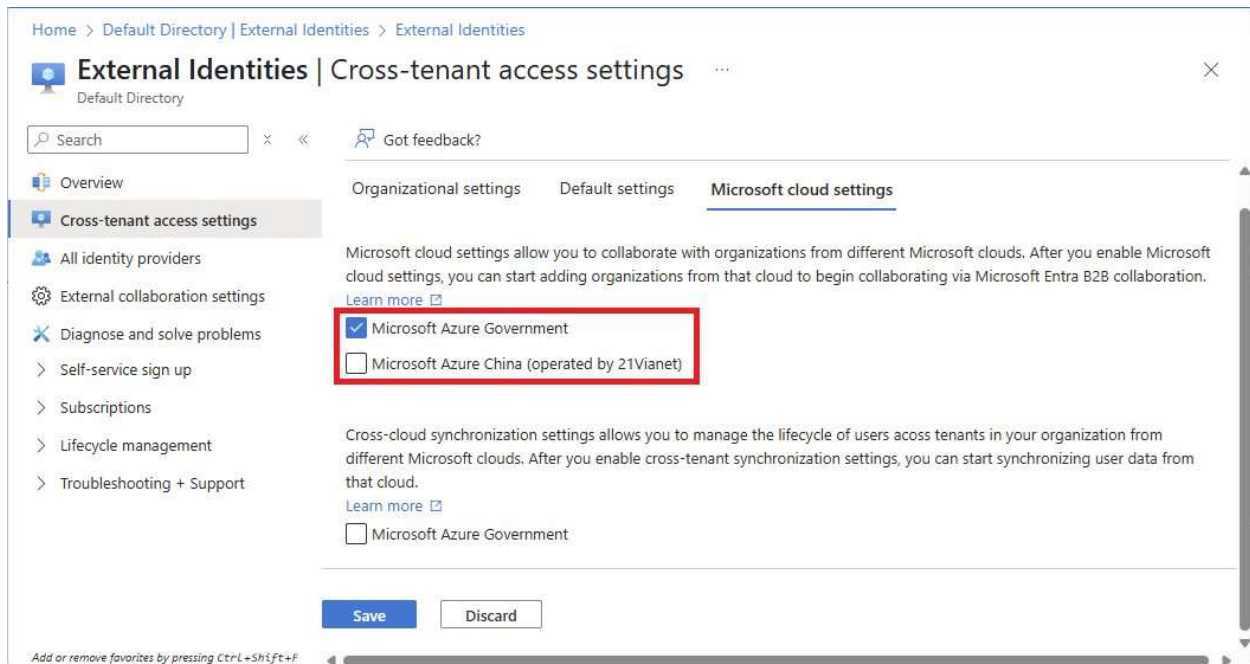 Home > Default Directory | External Identities > External Identities
External Identities | Cross-tenant access settings ...
Default Directory
Search
Got feedback?
Overview
Cross-tenant access settings
All identity providers
External collaboration settings
Diagnose and solve problems
Self-service sign up
Subscriptions
Lifecycle management
Troubleshooting + Support
Add or remove favorites by pressing Ctrl+Shift+F
Organizational settings
Default settings
Microsoft cloud settings
Microsoft cloud settings allow you to collaborate with organizations from different Microsoft clouds. After you enable Microsoft
cloud settings, you can start adding organizations from that cloud to begin collaborating via Microsoft Entra B2B collaboration.
Learn more
Microsoft Azure Government
Microsoft Azure China (operated by 21Vianet)
Cross-cloud synchronization settings allows you to manage the lifecycle of users acoss tenants in your organization from
different Microsoft clouds. After you enable cross-tenant synchronization settings, you can start synchronizing user data from
that cloud.
Learn more
Microsoft Azure Government
Save
Discard